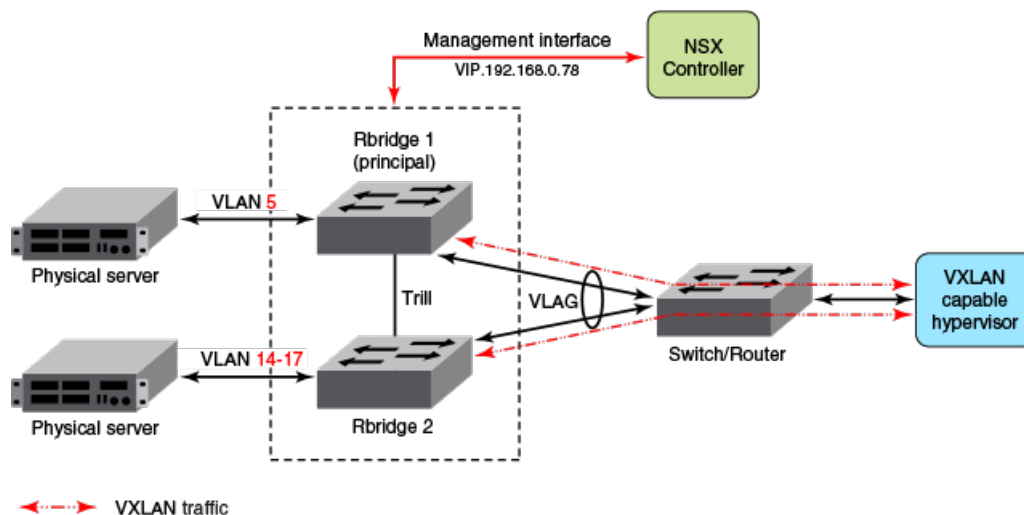 Management interface
VIP.192.168.0.78
NSX
Controller
Rbridge 1
(principal)
VLAN 5
Physical server
Trill
VLAG
VXLAN
capable
hypervisor
Switch/Router
VLAN 14-17
Physical server
Rbridge 2
VXLAN traffic